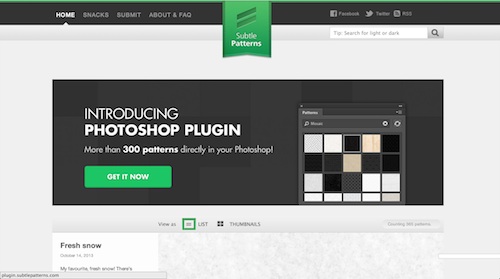 HOME SNACKS SUBMIT ABOUT & FAQ
Facebook Twitter RSS
Subtle
Patterns
Tip: Search for light or dark
INTRODUCING
PHOTOSHOP PLUGIN
More than 300 patterns directly in your Photoshop!
GET IT NOW
Patterns
Mosaic
View as LIST THUMBNAILS
Counting 300 patterns
Fresh snow
October 14, 2013
My favourite, fresh snow! There's
plugin.subtlepatterns.com